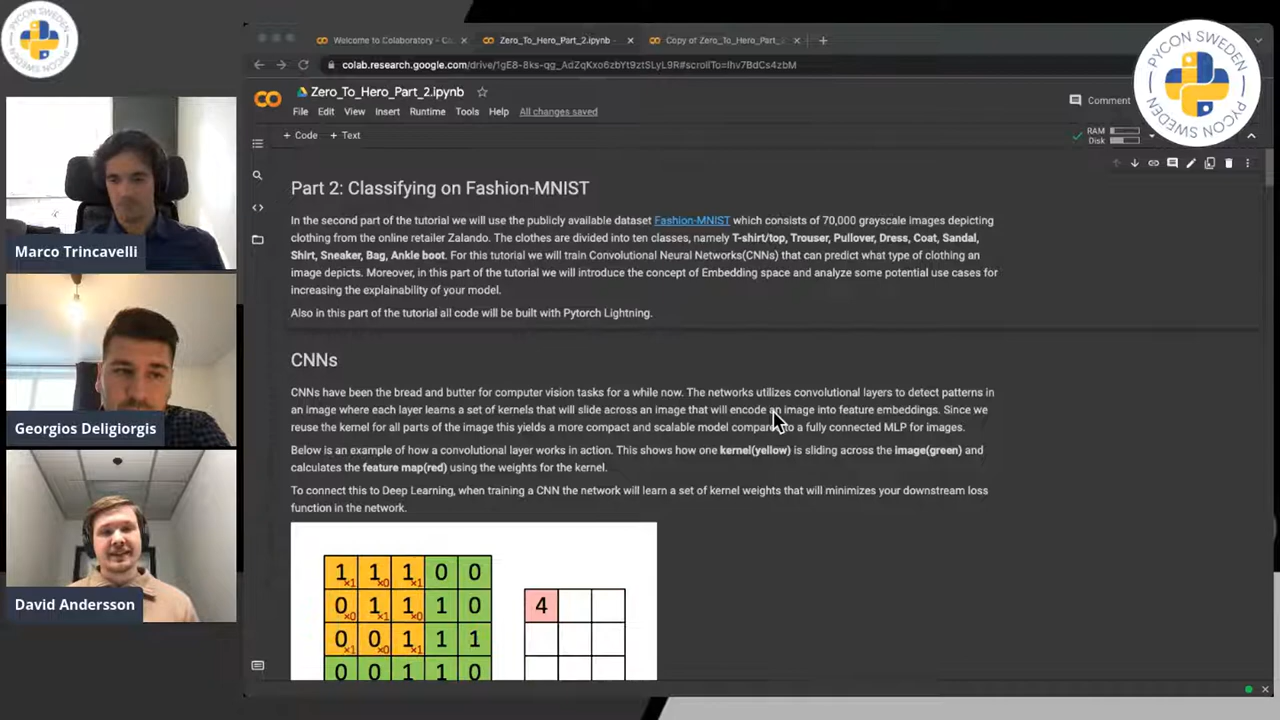 PYCON SWEDEN
Welcome to Colaboratory - Co
Zero_To_Hero_Part_2.ipynb -
Copy of Zero_To_Hero_Part_
PYCON SWEDEN
colab.research.google.com/drive/1gE8-8ks-qg_AdZqKxo6zbYt9ztSLyL9R#scrollTo=Ihv7BdCs4zbM
Zero_To_Hero_Part_2.ipynb
Comment
File Edit View Insert Runtime Tools Help All changes saved
+ Code + Text
RAM
Disk
Part 2: Classifying on Fashion-MNIST
In the second part of the tutorial we will use the publicly available dataset Fashion-MNIST which consists of 70,000 grayscale images depicting
clothing from the online retailer Zalando. The clothes are divided into ten classes, namely T-shirt/top, Trouser, Pullover, Dress, Coat, Sandal,
Shirt, Sneaker, Bag, Ankle boot. For this tutorial we will train Convolutional Neural Networks(CNNs) that can predict what type of clothing an
image depicts. Moreover, in this part of the tutorial we will introduce the concept of Embedding space and analyze some potential use cases for
increasing the explainability of your model.
Also in this part of the tutorial all code will be built with Pytorch Lightning.
CNNs
CNNs have been the bread and butter for computer vision tasks for a while now. The networks utilizes convolutional layers to detect patterns in
an image where each layer learns a set of kernels that will slide across an image that will encode an image into feature embeddings. Since we
reuse the kernel for all parts of the image this yields a more compact and scalable model compared to a fully connected MLP for images.
Below is an example of how a convolutional layer works in action. This shows how one kernel(yellow) is sliding across the image(green) and
calculates the feature map(red) using the weights for the kernel.
To connect this to Deep Learning, when training a CNN the network will learn a set of kernel weights that will minimizes your downstream loss
function in the network.
1×1 1×0 1×1 0 0
0×0 1×1 1×0 1 0 4
0×1 0×0 1×1 1 1
0 0 1 1 0
Marco Trincavelli
Georgios Deligiorgis
David Andersson